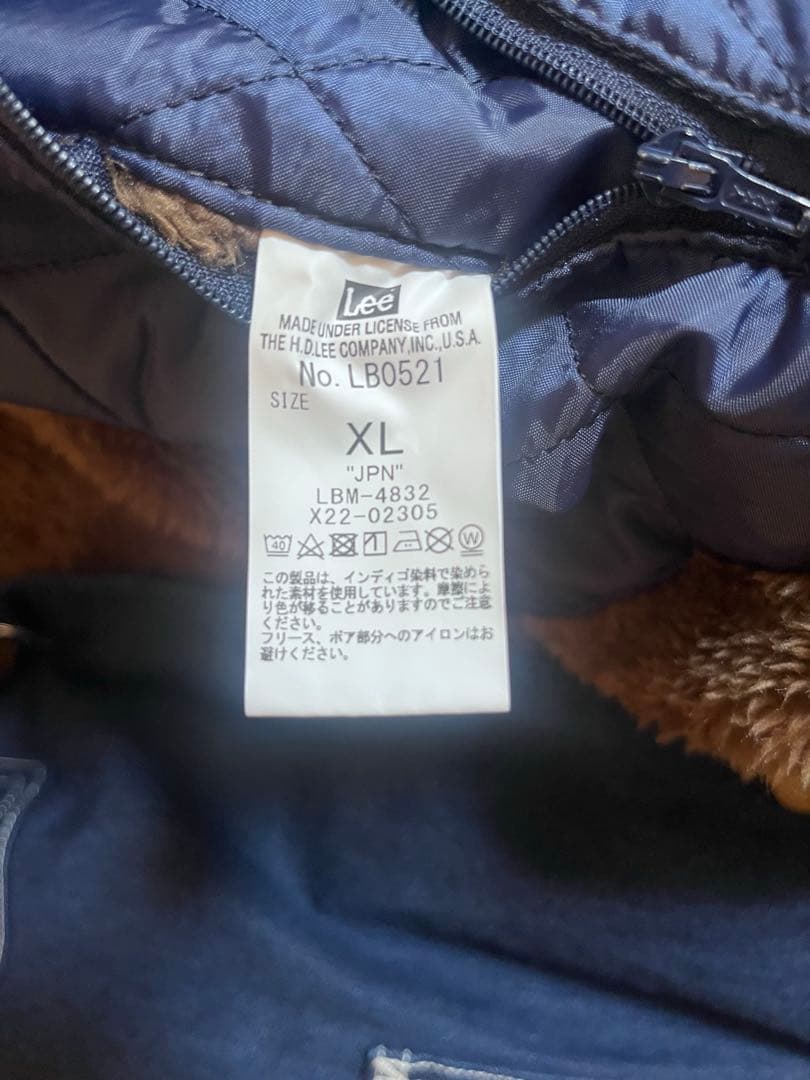 Lee
MADE UNDER LICENSE FROM
THE H.D.LEE COMPANY,INC.,U.S.A.
No. LB0521
SIZE
XL
"JPN"
LBM-4832
X22-02305
40 W
この製品は、インディゴ染料で染めら
れた素材を使用しています。摩擦によ
り色が移ることがありますのでご注意
ください。
フリース、ボア部分へのアイロンはお
避けください。